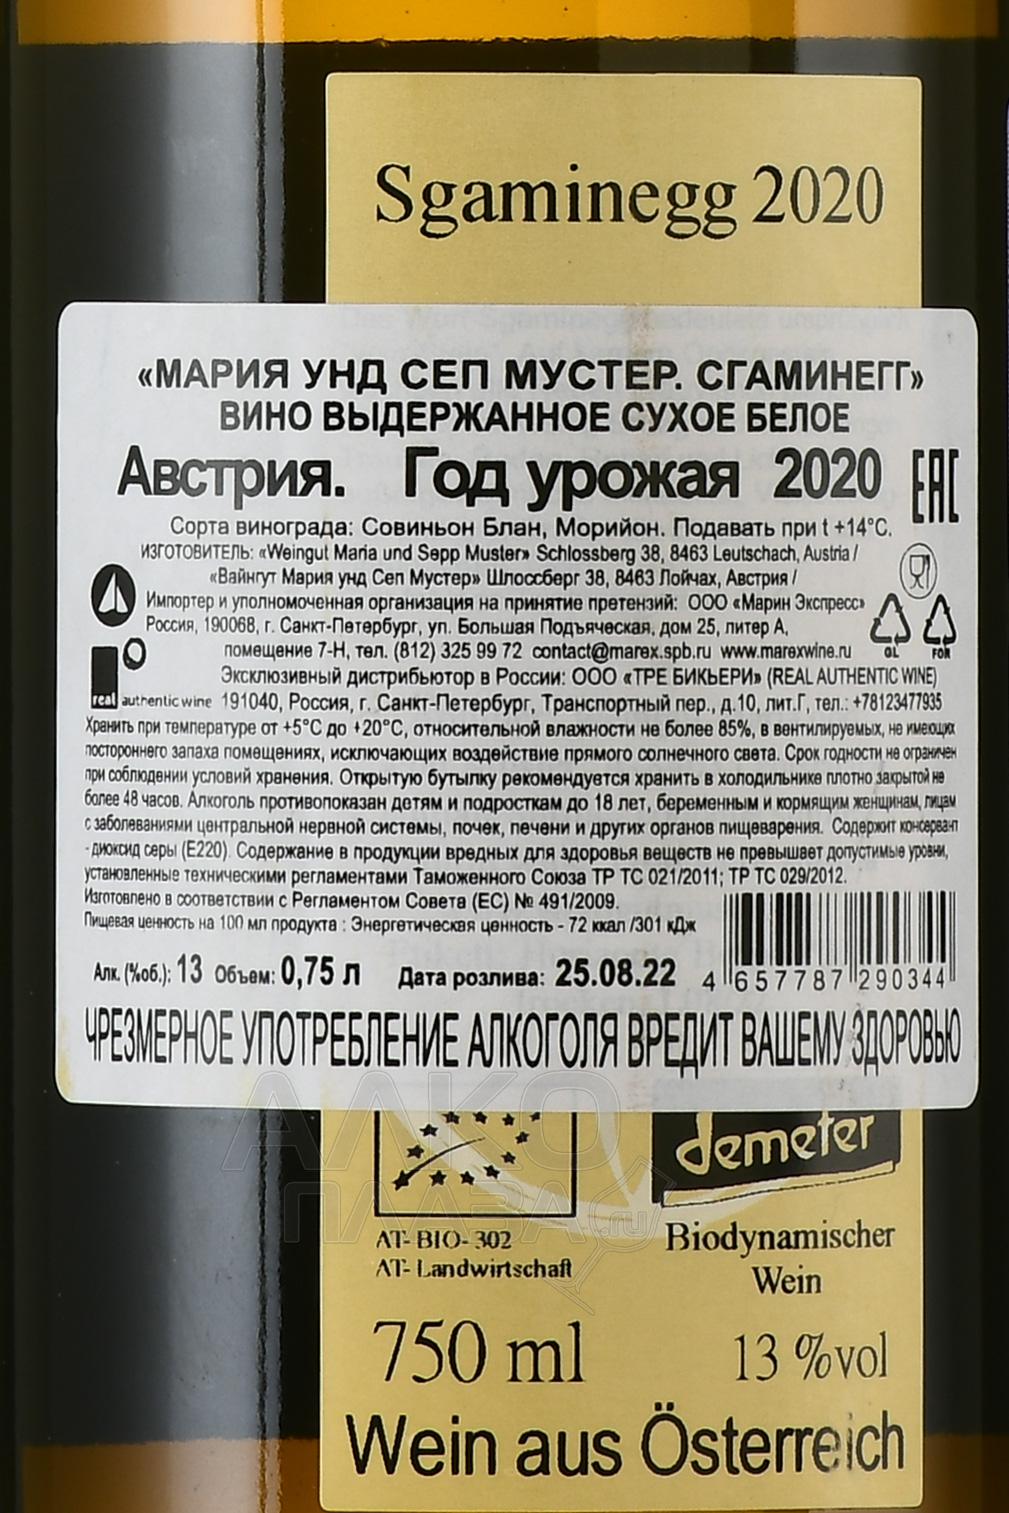 Sgaminegg 2020
«МАРИЯ УНД СЕП МУСТЕР. СГАМИНЕГГ»
ВИНО ВЫДЕРЖАННОЕ СУХОЕ БЕЛОЕ
Австрия. Год урожая 2020
EAC
Сорта винограда: Совиньон Блан, Морийон. Подавать при t +14°С.
ИЗГОТОВИТЕЛЬ: «Weingut Maria und Sepp Muster» Schlossberg 38, 8463 Leutschach, Austria /
«Вайнгут Мария унд Сеп Мустер» Шлоссберг 38, 8463 Лойчах, Австрия /
Импортер и уполномоченная организация на принятие претензий: ООО «Марин Экспресс»
Россия, 190068, г. Санкт-Петербург, ул. Большая Подъяческая, дом 25, литер А,
помещение 7-Н, тел. (812) 325 99 72 contact@marex.spb.ru www.marexwine.ru
GL FOR
Эксклюзивный дистрибьютор в России: ООО «ТРЕ БИКЬЕРИ» (REAL AUTHENTIC WINE)
real authentic wine 191040, Россия, г. Санкт-Петербург, Транспортный пер., д.10, лит.Г, тел.: +78123477935
Хранить при температуре от +5°С до +20°С, относительной влажности не более 85%, в вентилируемых, не имеющих
постороннего запаха помещениях, исключающих воздействие прямого солнечного света. Срок годности не ограничен
при соблюдении условий хранения. Открытую бутылку рекомендуется хранить в холодильнике плотно закрытой не
более 48 часов. Алкоголь противопоказан детям и подросткам до 18 лет, беременным и кормящим женщинам, лицам
с заболеваниями центральной нервной системы, почек, печени и других органов пищеварения. Содержит консервант
- диоксид серы (Е220). Содержание в продукции вредных для здоровья веществ не превышает допустимые уровни,
установленные техническими регламентами Таможенного Союза ТР ТС 021/2011; ТР ТС 029/2012.
Изготовлено в соответствии с Регламентом Совета (ЕС) № 491/2009.
Пищевая ценность на 100 мл продукта : Энергетическая ценность - 72 ккал /301 кДж
Алк. (%об.): 13 Объем: 0,75 л Дата розлива: 25.08.22
4 657787 290344
ЧРЕЗМЕРНОЕ УПОТРЕБЛЕНИЕ АЛКОГОЛЯ ВРЕДИТ ВАШЕМУ ЗДОРОВЬЮ
АЛКО
ПЛАЗА
.ru
demeter
AT- BIO- 302
AT- Landwirtschaft
Biodynamischer
Wein
750 ml
13 %vol
Wein aus Österreich